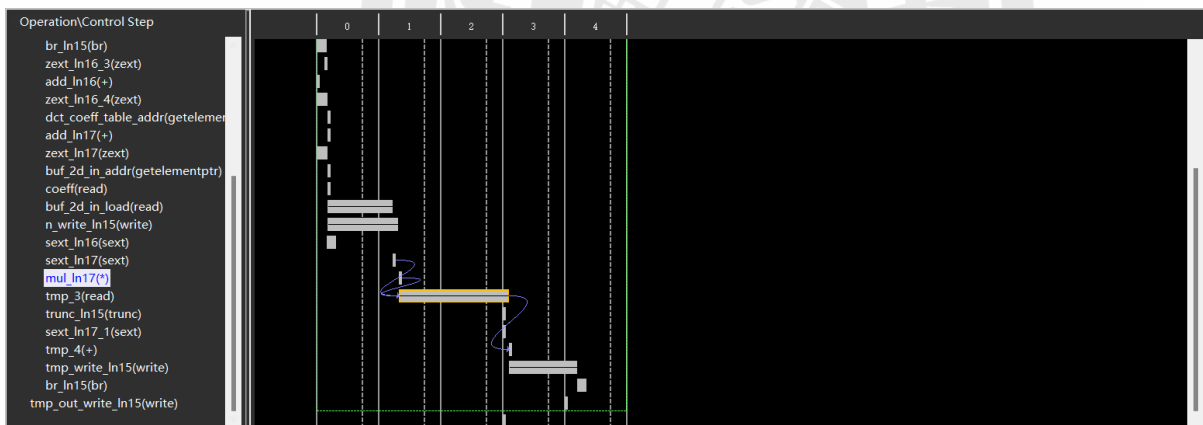 Operation\Control Step
0 1 2 3 4
br_ln15(br)
zext_ln16_3(zext)
add_ln16(+)
zext_ln16_4(zext)
dct_coeff_table_addr(getelemer
add_ln17(+)
zext_ln17(zext)
buf_2d_in_addr(getelementptr)
coeff(read)
buf_2d_in_load(read)
n_write_ln15(write)
sext_ln16(sext)
sext_ln17(sext)
mul_ln17(*)
tmp_3(read)
trunc_ln15(trunc)
sext_ln17_1(sext)
tmp_4(+)
tmp_write_ln15(write)
br_ln15(br)
tmp_out_write_ln15(write)